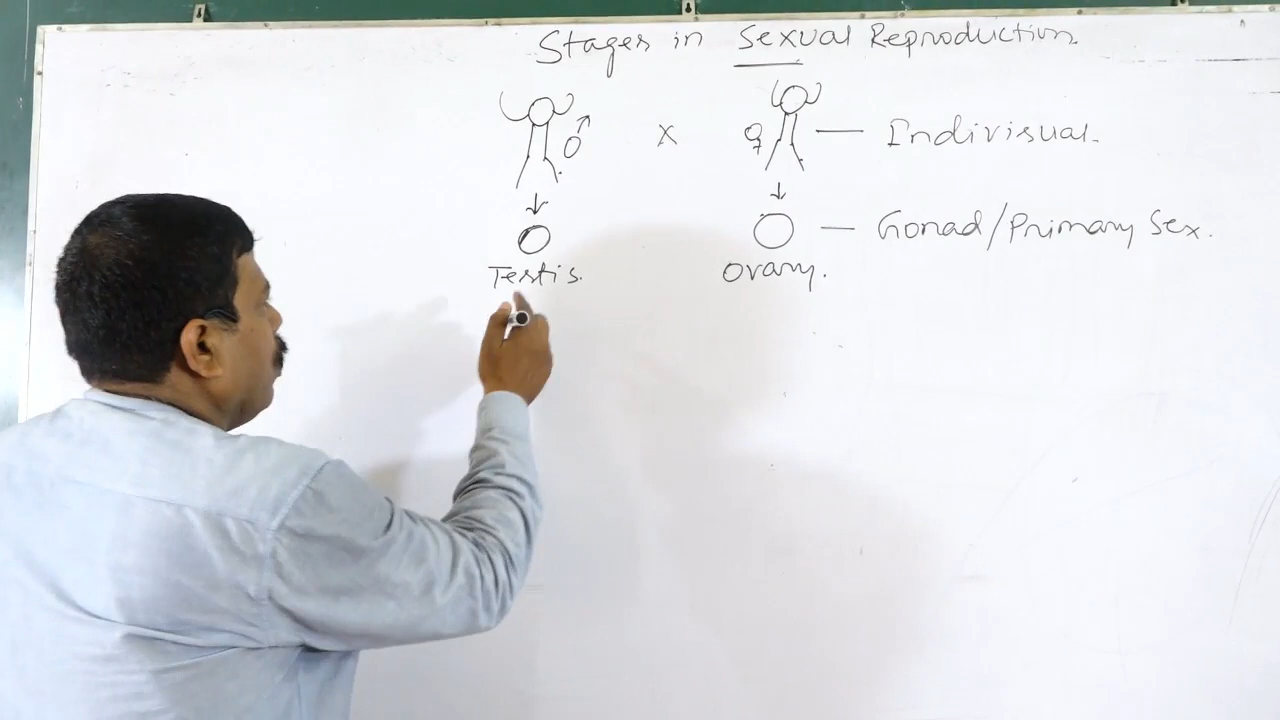 Stages in Sexual Reproduction.
♂ x ♀ — Indivisual.
↓ ↓
— Gonad/Primary Sex.
Testis. Ovary.